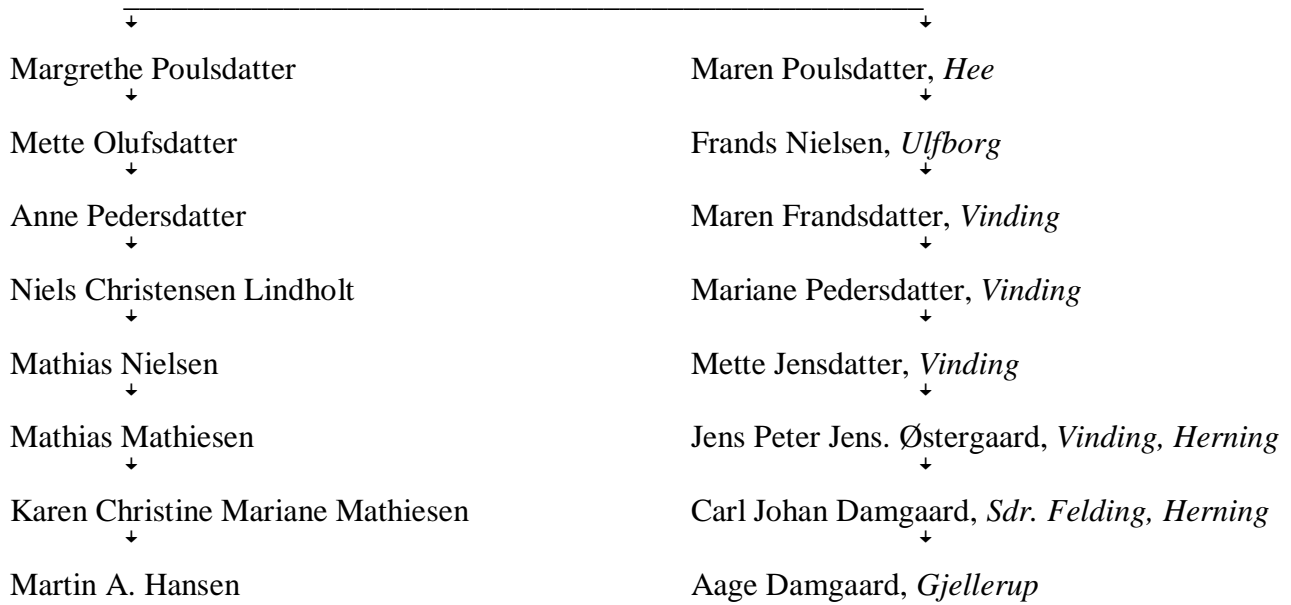 Margrethe Poulsdatter Maren Poulsdatter, Hee
Mette Olufsdatter Frands Nielsen, Ulfborg
Anne Pedersdatter Maren Frandsdatter, Vinding
Niels Christensen Lindholt Mariane Pedersdatter, Vinding
Mathias Nielsen Mette Jensdatter, Vinding
Mathias Mathiesen Jens Peter Jens. Østergaard, Vinding, Herning
Karen Christine Mariane Mathiesen Carl Johan Damgaard, Sdr. Felding, Herning
Martin A. Hansen Aage Damgaard, Gjellerup